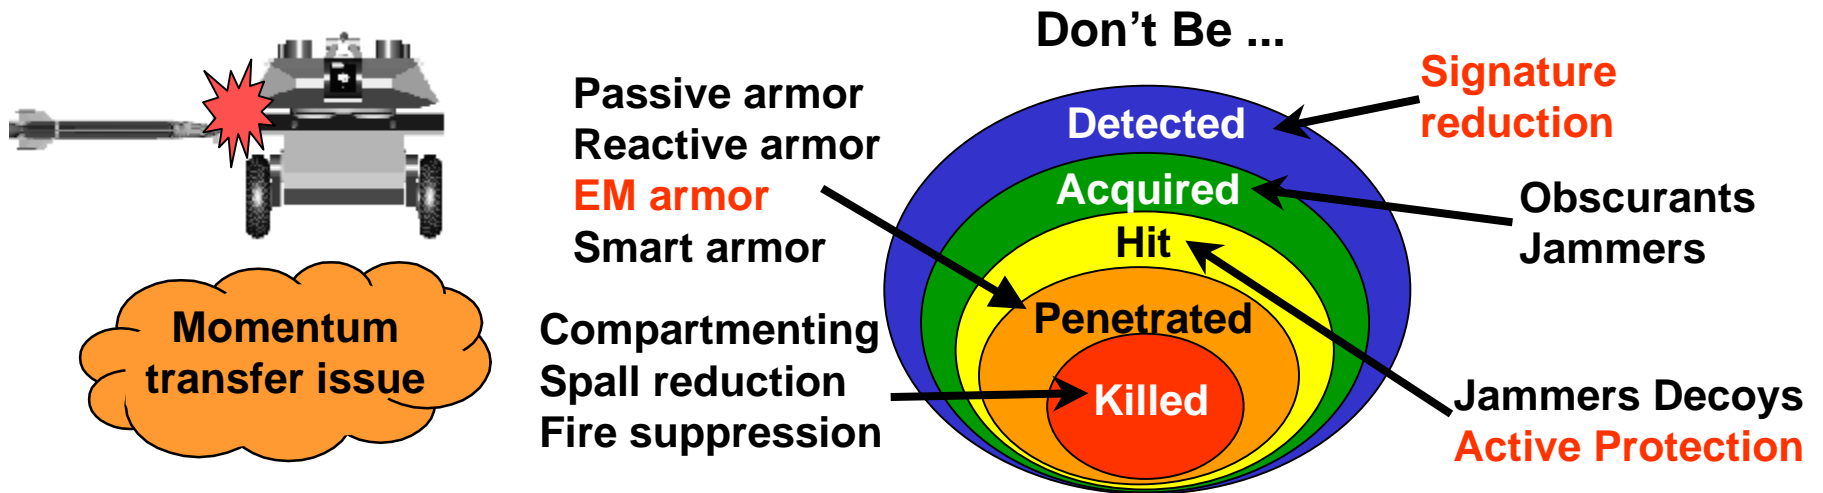 Don’t Be ...
Passive armor
Reactive armor
EM armor
Smart armor
Momentum
transfer issue
Compartmenting
Spall reduction
Fire suppression
Detected
Acquired
Hit
Penetrated
Killed
Signature
reduction
Obscurants
Jammers
Jammers Decoys
Active Protection